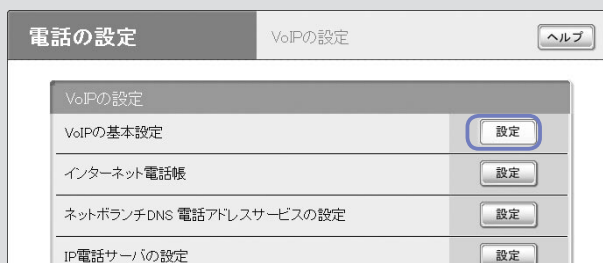 電話の設定 VoIPの設定 ヘルプ
VoIPの設定
VoIPの基本設定 設定
インターネット電話帳 設定
ネットボランチDNS 電話アドレスサービスの設定 設定
IP電話サーバの設定 設定